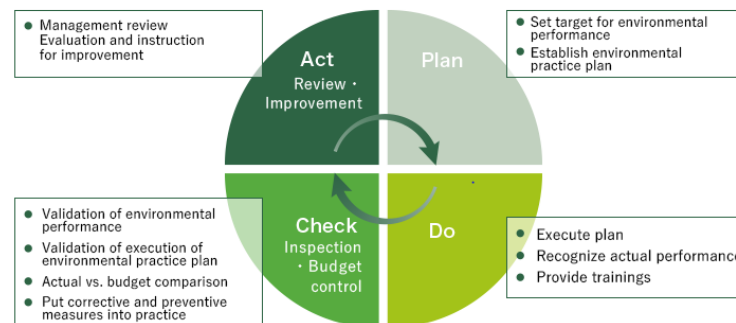 ● Management review
Evaluation and instruction
for improvement
Act
Review・
Improvement
Plan
● Set target for environmental
performance
● Establish environmental
practice plan
● Validation of environmental
performance
● Validation of execution of
environmental practice plan
● Actual vs. budget comparison
● Put corrective and preventive
measures into practice
Check
Inspection
・Budget
control
Do
● Execute plan
● Recognize actual performance
● Provide trainings